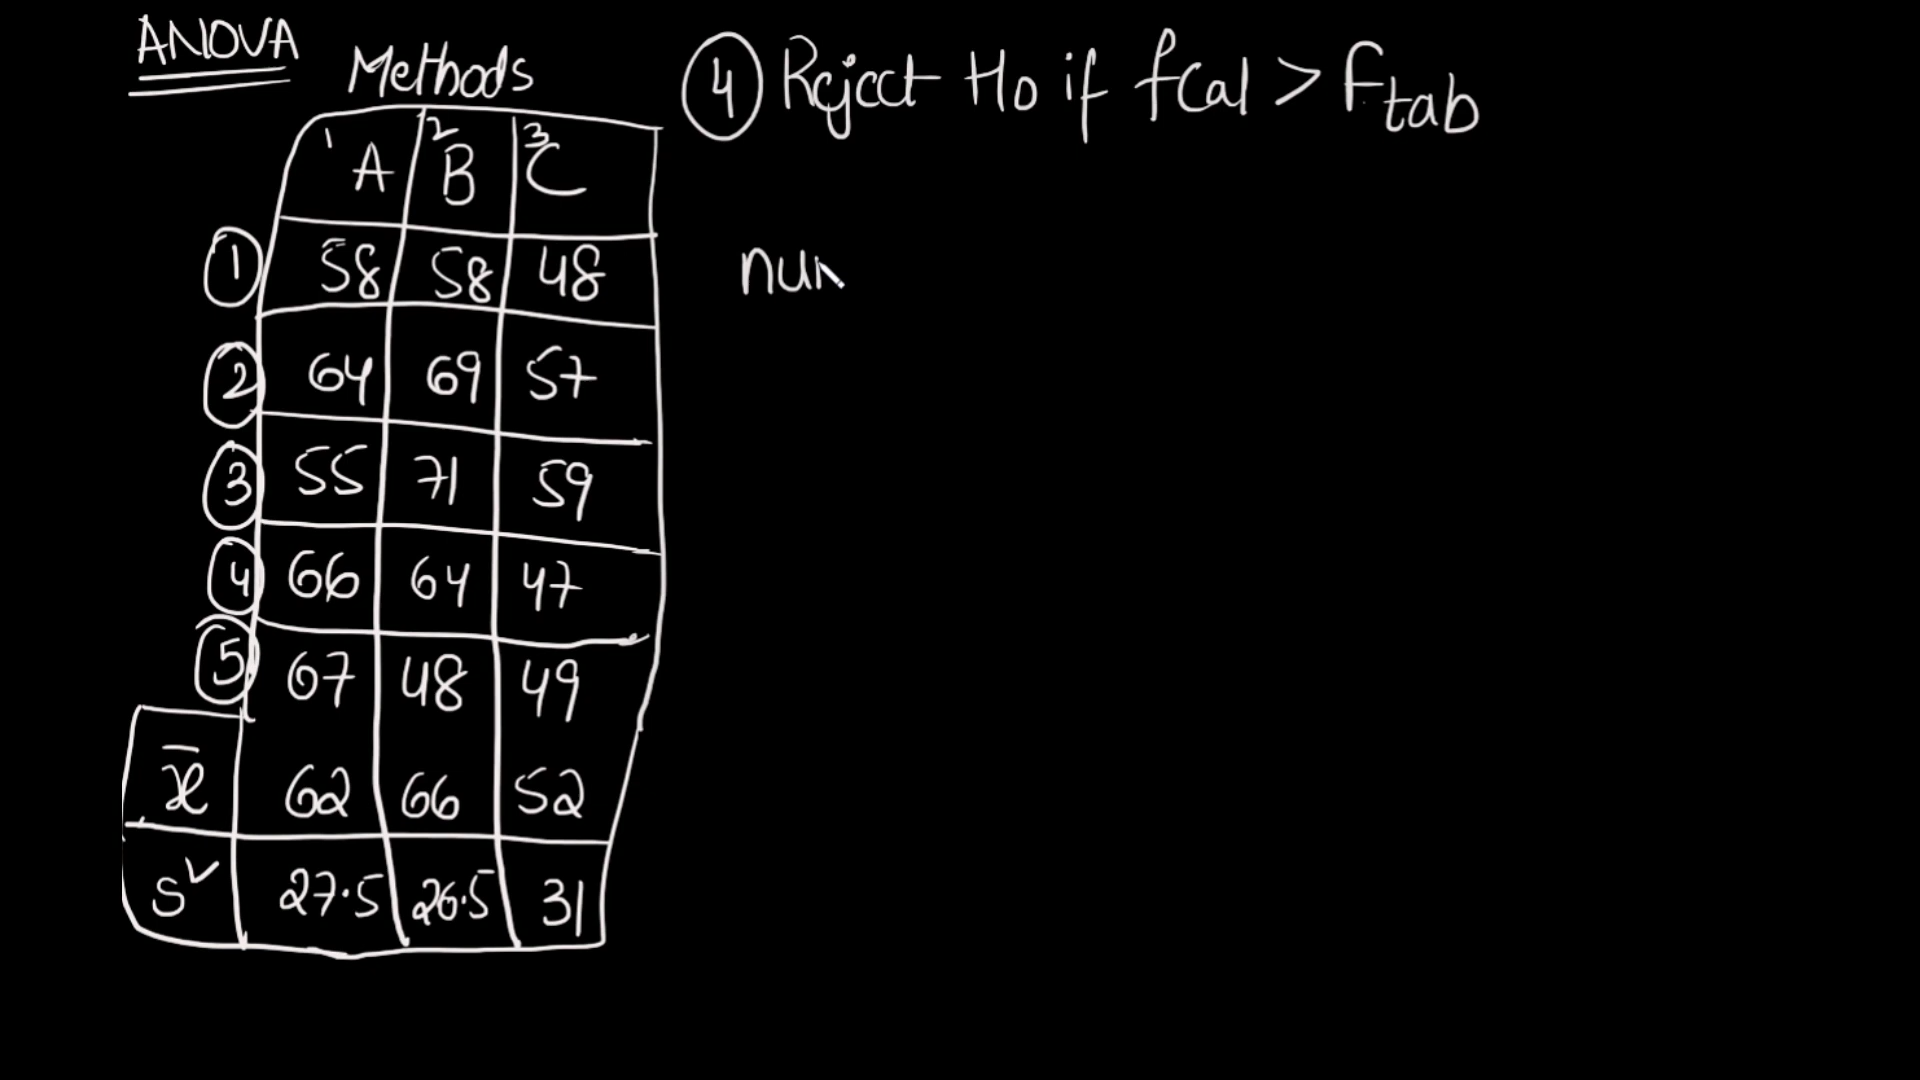 ANOVA
Methods
④ Reject Ho if fcal > Ftab
1 A 2 B 3 C
① 58 58 48
num
② 64 69 57
③ 55 71 59
④ 66 64 47
⑤ 67 48 49
x̄ 62 66 52
s² 27.5 26.5 31